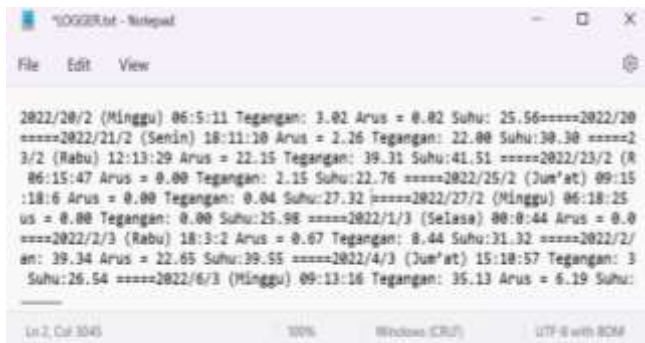 *LOGGER.txt - Notepad
File Edit View
2022/20/2 (Minggu) 06:5:11 Tegangan: 3.02 Arus = 0.02 Suhu: 25.56=====2022/20
=====2022/21/2 (Senin) 18:11:10 Arus = 2.26 Tegangan: 22.00 Suhu:30.30 =====2
3/2 (Rabu) 12:13:29 Arus = 22.15 Tegangan: 39.31 Suhu:41.51 =====2022/23/2 (R
06:15:47 Arus = 0.00 Tegangan: 2.15 Suhu:22.76 =====2022/25/2 (Jum'at) 09:15
:18:6 Arus = 0.00 Tegangan: 0.04 Suhu:27.32 =====2022/27/2 (Minggu) 06:18:25
us = 0.00 Tegangan: 0.00 Suhu:25.98 =====2022/1/3 (Selasa) 00:0:44 Arus = 0.0
====2022/2/3 (Rabu) 18:3:2 Arus = 0.67 Tegangan: 8.44 Suhu:31.32 =====2022/2/
an: 39.34 Arus = 22.65 Suhu:39.55 =====2022/4/3 (Jum'at) 15:10:57 Tegangan: 3
Suhu:26.54 =====2022/6/3 (Minggu) 09:13:16 Tegangan: 35.13 Arus = 6.19 Suhu:
Ln 2, Col 3045 100% Windows (CRLF) UTF-8 with BOM